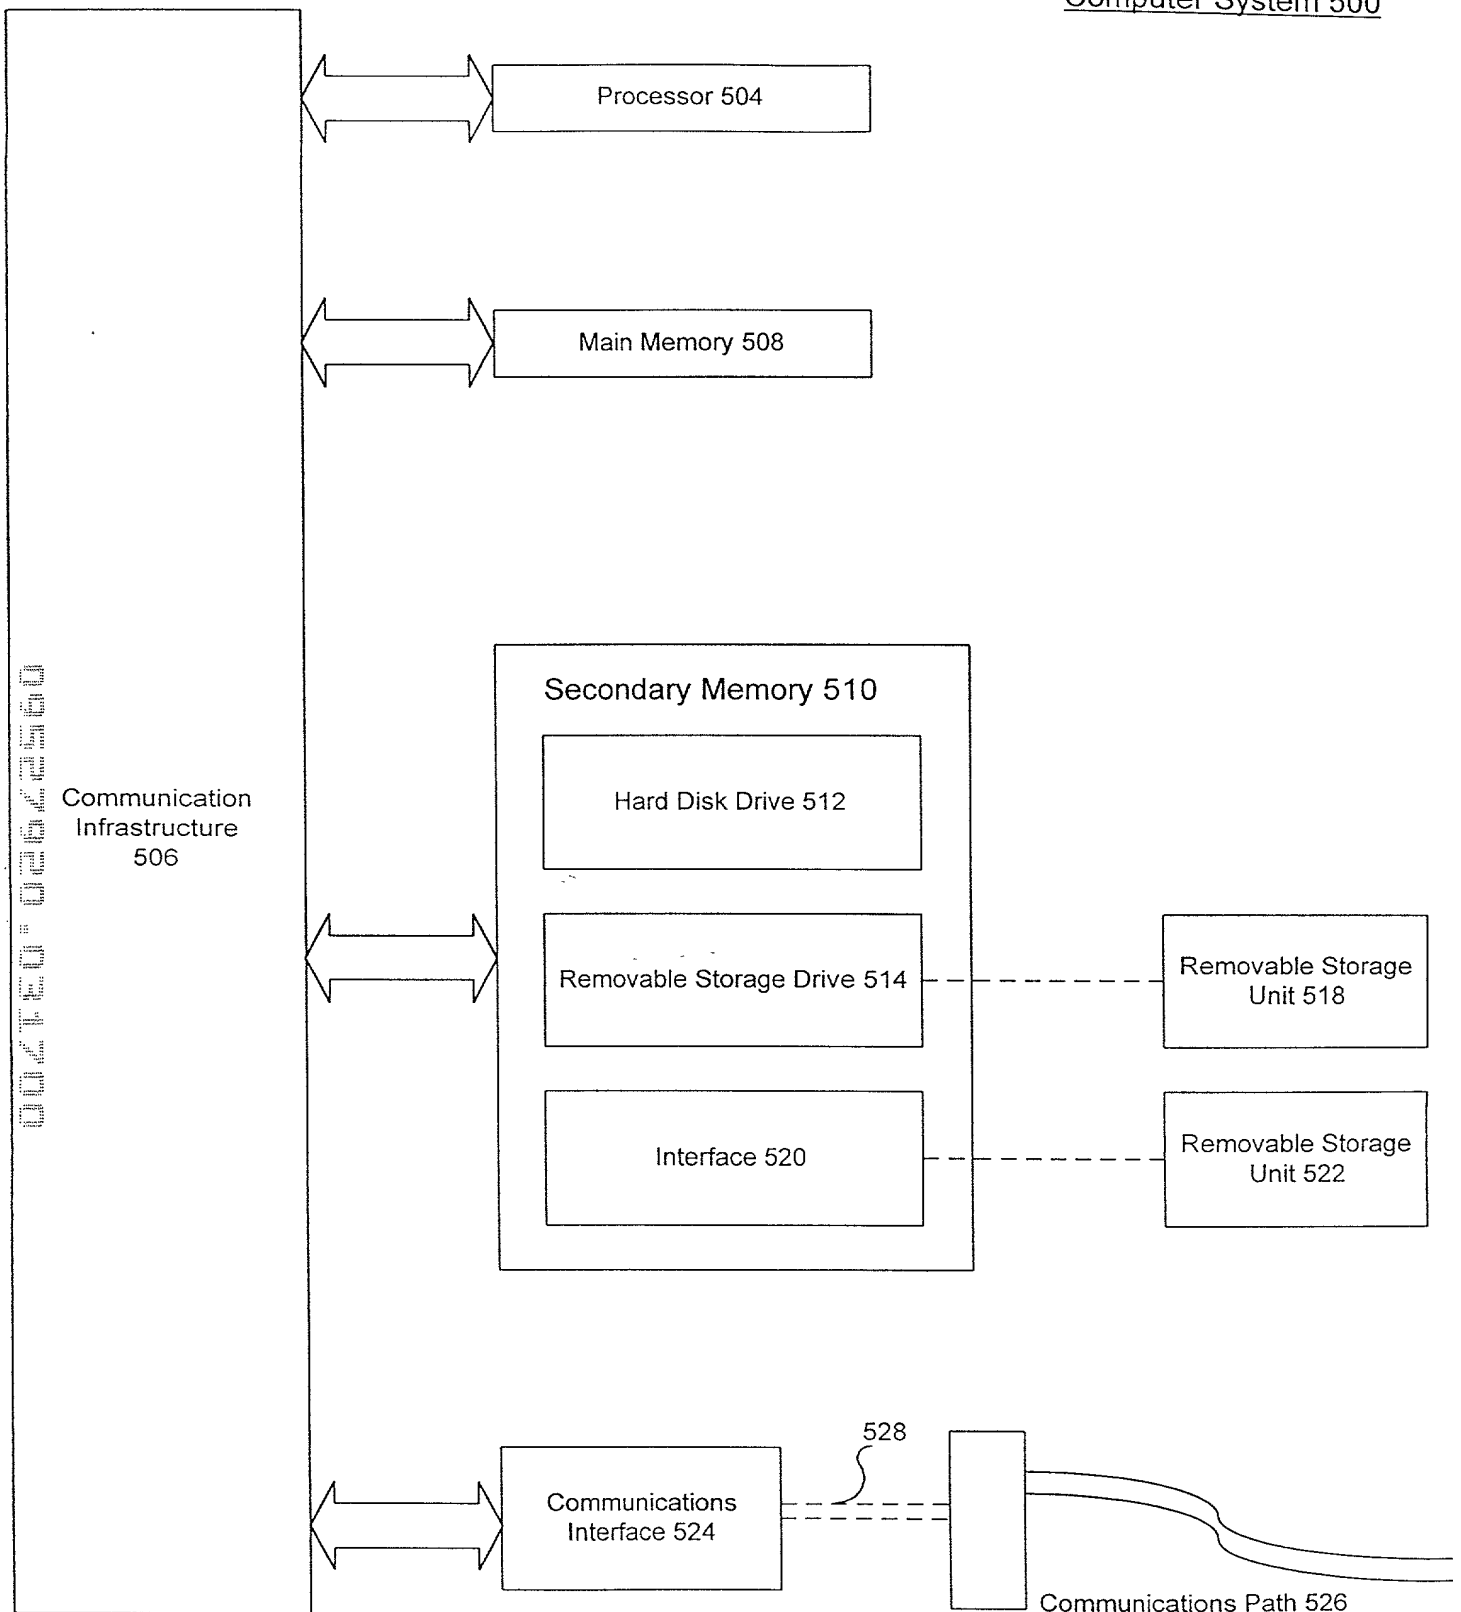 Computer System 500
Processor 504
Main Memory 508
Secondary Memory 510
Hard Disk Drive 512
Communication
Infrastructure
506
Removable Storage Drive 514
Removable Storage
Unit 518
Interface 520
Removable Storage
Unit 522
528
Communications
Interface 524
Communications Path 526
09527920.031700